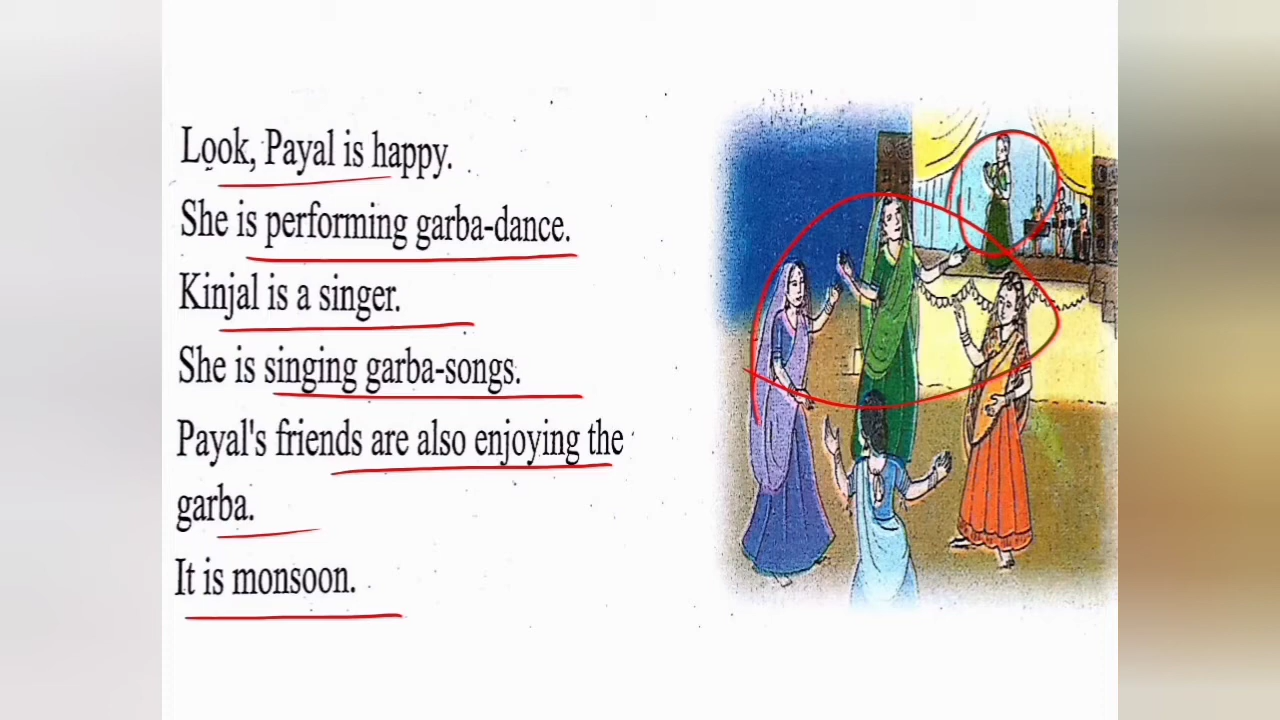 Look, Payal is happy.
She is performing garba-dance.
Kinjal is a singer.
She is singing garba-songs.
Payal's friends are also enjoying the
garba.
It is monsoon.